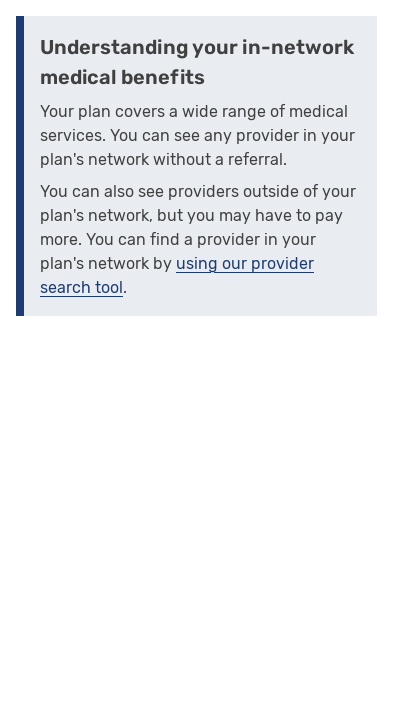 Understanding your in-network
medical benefits
Your plan covers a wide range of medical
services. You can see any provider in your
plan's network without a referral.
You can also see providers outside of your
plan's network, but you may have to pay
more. You can find a provider in your
plan's network by using our provider
search tool.